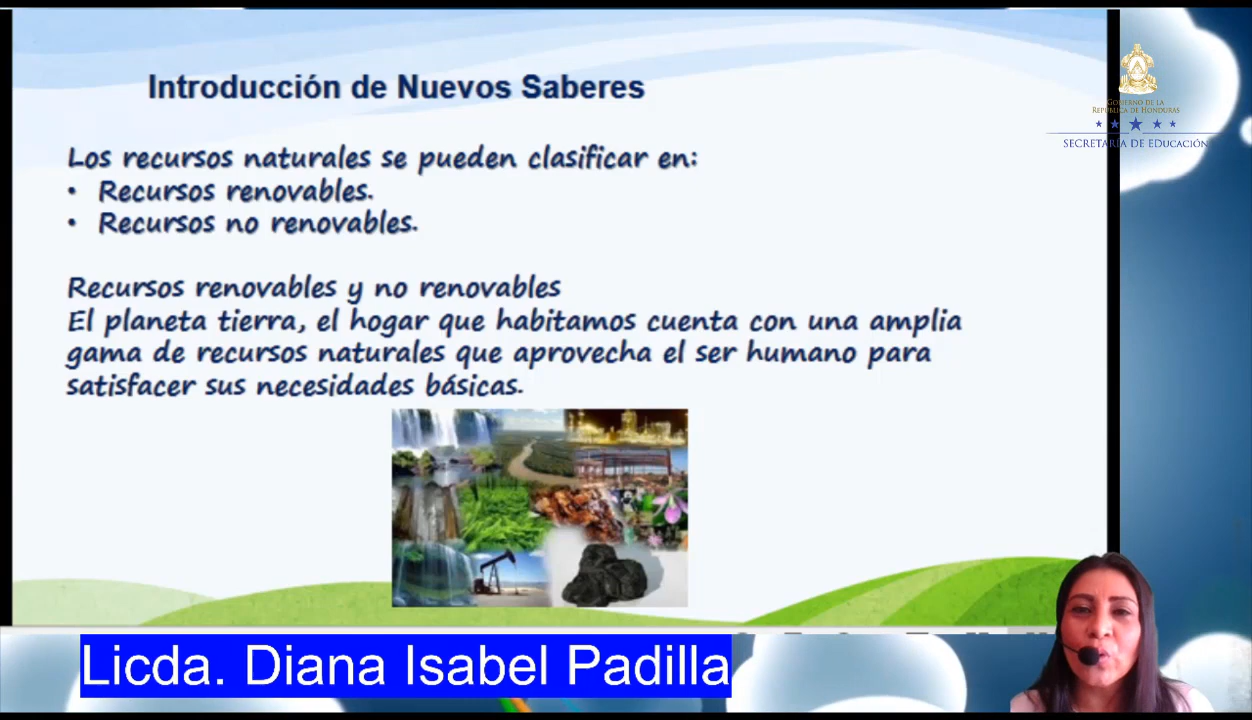 Introducción de Nuevos Saberes
GOBIERNO DE LA
REPÚBLICA DE HONDURAS
SECRETARÍA DE EDUCACIÓN
Los recursos naturales se pueden clasificar en:
• Recursos renovables.
• Recursos no renovables.
Recursos renovables y no renovables
El planeta tierra, el hogar que habitamos cuenta con una amplia
gama de recursos naturales que aprovecha el ser humano para
satisfacer sus necesidades básicas.
Licda. Diana Isabel Padilla